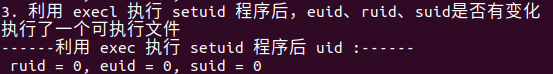 3. 利用 execl 执行 setuid 程序后，euid、ruid、suid是否有变化
执行了一个可执行文件
------利用 exec 执行 setuid 程序后 uid :------
ruid = 0, euid = 0, suid = 0